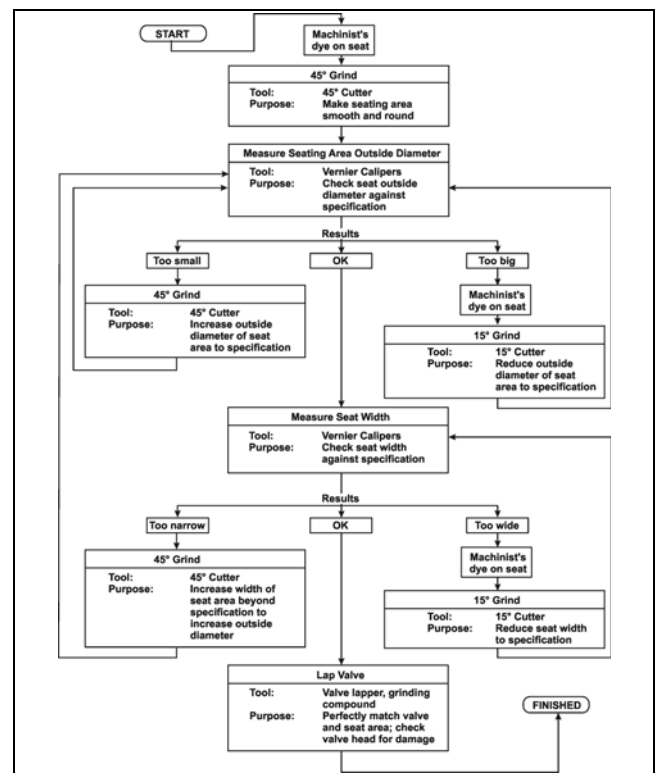 START
Machinist's
dye on seat
45° Grind
Tool: 45° Cutter
Purpose: Make seating area
smooth and round
Measure Seating Area Outside Diameter
Tool: Vernier Calipers
Purpose: Check seat outside
diameter against
specification
Results
Too small
OK
Too big
45° Grind
Tool: 45° Cutter
Purpose: Increase outside
diameter of seat
area to specification
Machinist's
dye on seat
15° Grind
Tool: 15° Cutter
Purpose: Reduce outside
diameter of seat
area to specification
Measure Seat Width
Tool: Vernier Calipers
Purpose: Check seat width
against specification
Results
Too narrow
OK
Too wide
45° Grind
Tool: 45° Cutter
Purpose: Increase width of
seat area beyond
specification to
increase outside
diameter
Machinist's
dye on seat
15° Grind
Tool: 15° Cutter
Purpose: Reduce seat width
to specification
Lap Valve
Tool: Valve lapper, grinding
compound
Purpose: Perfectly match valve
and seat area; check
valve head for damage
FINISHED